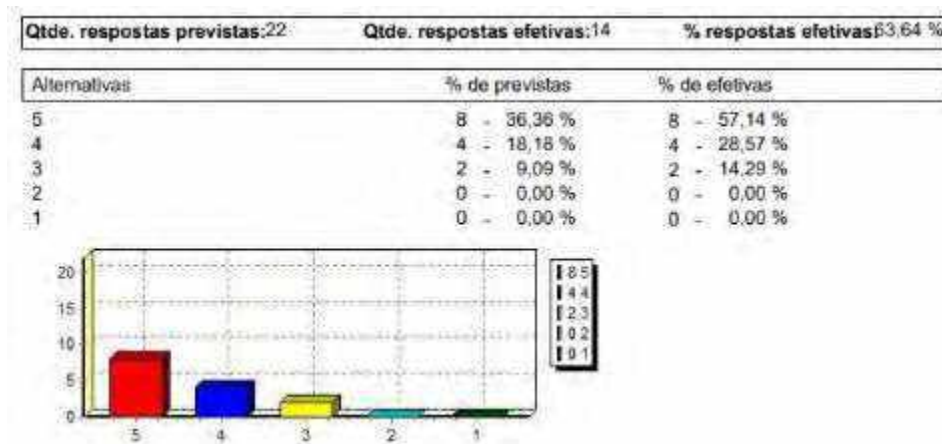 Qtde. respostas previstas:22 Qtde. respostas efetivas:14 % respostas efetivas:63,64 %
Alternativas % de previstas % de efetivas
5 8 - 36,36 % 8 - 57,14 %
4 4 - 18,18 % 4 - 28,57 %
3 2 - 9,09 % 2 - 14,29 %
2 0 - 0,00 % 0 - 0,00 %
1 0 - 0,00 % 0 - 0,00 %
20
15
10
5
0
5 4 3 2 1
8 5
4 4
2 3
0 2
0 1